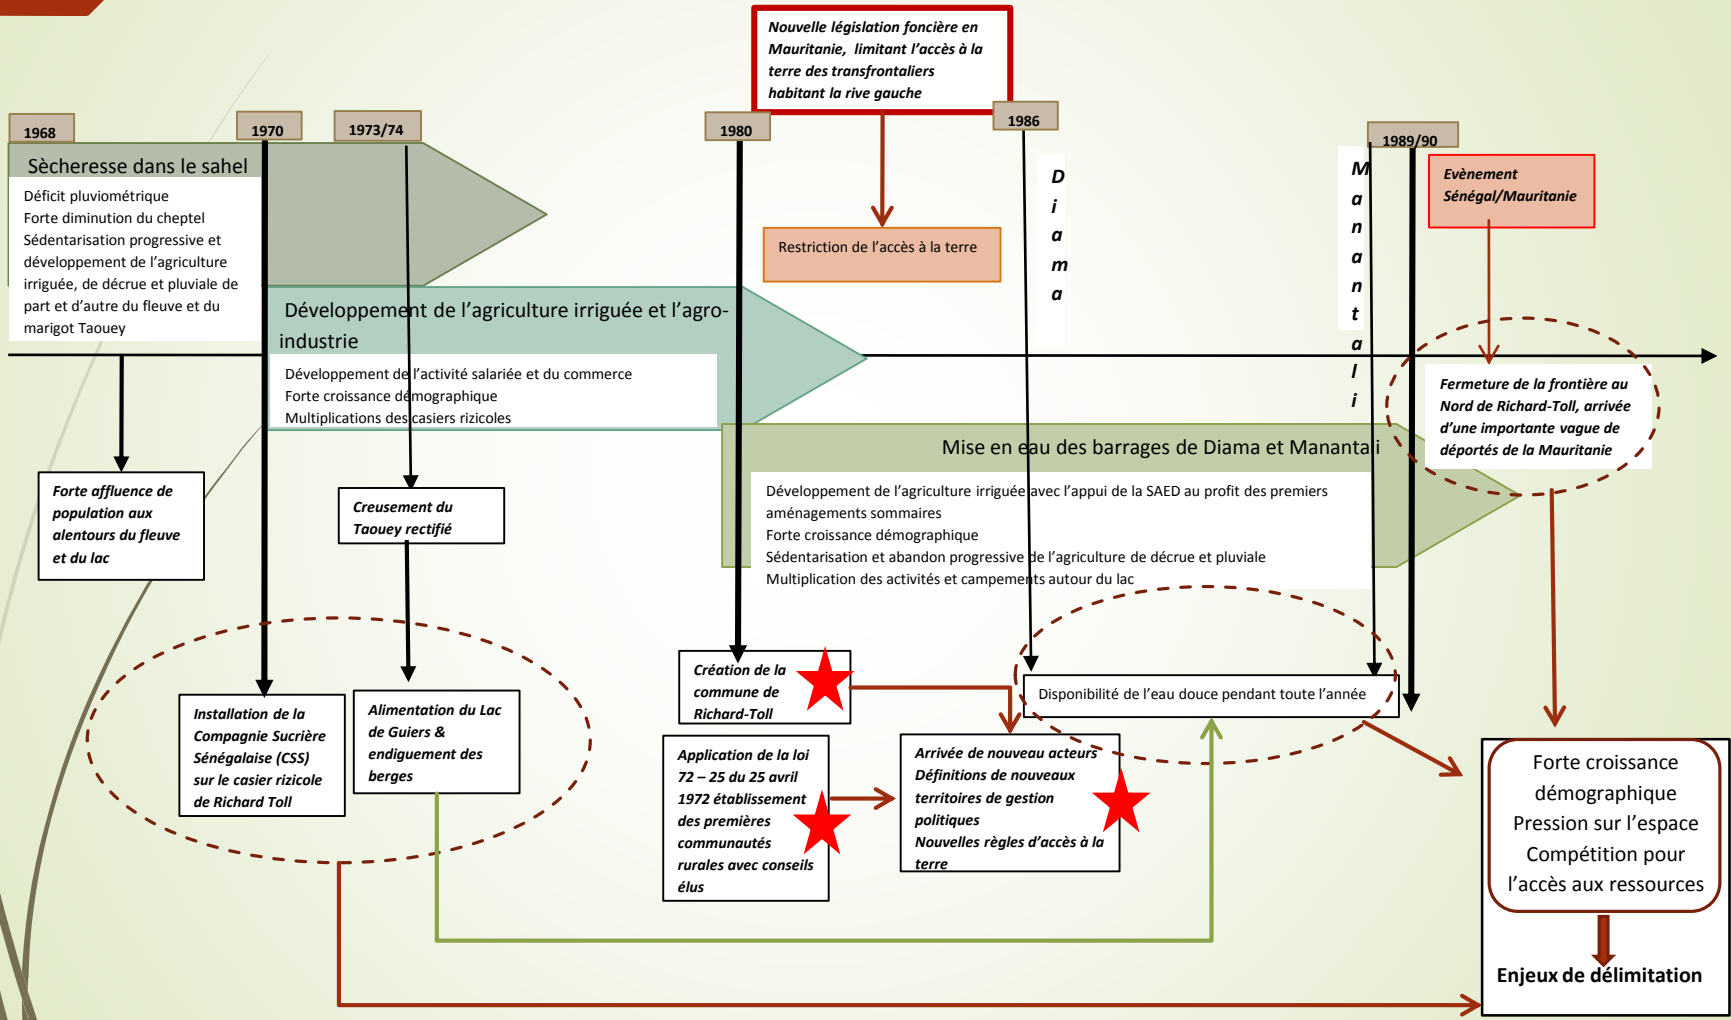 Nouvelle législation foncière en
Mauritanie, limitant l'accès à la
terre des transfrontaliers
habitant la rive gauche
1968
1970
1973/74
1980
1986
1989/90
Sècheresse dans le sahel
Déficit pluviométrique
Forte diminution du cheptel
Sédentarisation progressive et
développement de l'agriculture
irriguée, de décrue et pluviale de
part et d'autre du fleuve et du
marigot Taouey
Restriction de l'accès à la terre
Diama
Manantali
Evènement
Sénégal/Mauritanie
Développement de l'agriculture irriguée et l'agro-
industrie
Développement de l'activité salariée et du commerce
Forte croissance démographique
Multiplications des casiers rizicoles
Fermeture de la frontière au
Nord de Richard-Toll, arrivée
d'une importante vague de
déportés de la Mauritanie
Mise en eau des barrages de Diama et Manantali
Développement de l'agriculture irriguée avec l'appui de la SAED au profit des premiers
aménagements sommaires
Forte croissance démographique
Sédentarisation et abandon progressive de l'agriculture de décrue et pluviale
Multiplication des activités et campements autour du lac
Forte affluence de
population aux
alentours du fleuve
et du lac
Creusement du
Taouey rectifié
Installation de la
Compagnie Sucrière
Sénégalaise (CSS)
sur le casier rizicole
de Richard Toll
Alimentation du Lac
de Guiers &
endiguement des
berges
Création de la
commune de
Richard-Toll
Disponibilité de l'eau douce pendant toute l'année
Application de la loi
72 – 25 du 25 avril
1972 établissement
des premières
communautés
rurales avec conseils
élus
Arrivée de nouveau acteurs
Définitions de nouveaux
territoires de gestion
politiques
Nouvelles règles d'accès à la
terre
Forte croissance
démographique
Pression sur l'espace
Compétition pour
l'accès aux ressources
Enjeux de délimitation